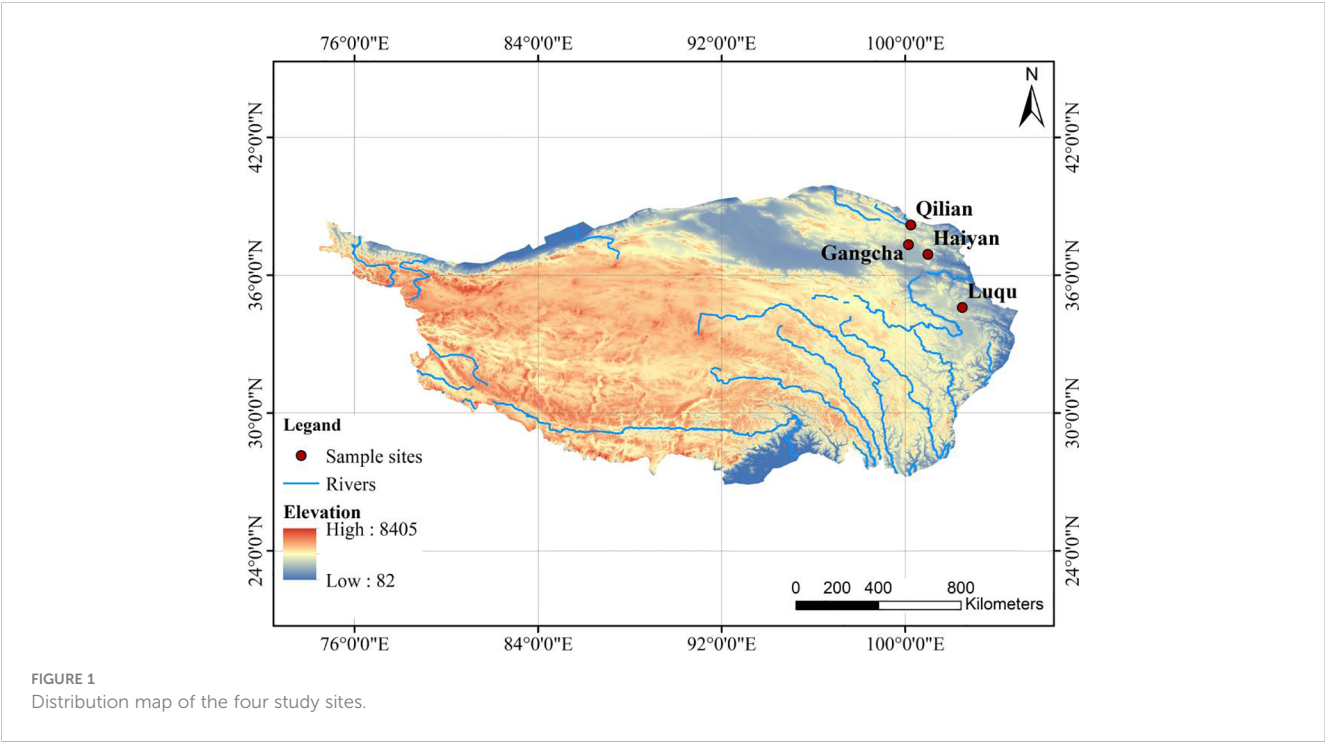 76°0'0"E 84°0'0"E 92°0'0"E 100°0'0"E
N
42°0'0"N 42°0'0"N
Qilian
Haiyan
Gangcha
36°0'0"N 36°0'0"N
Luqu
30°0'0"N 30°0'0"N
Legand
Sample sites
Rivers
Elevation
High : 8405
24°0'0"N 24°0'0"N
Low : 82
0 200 400 800
Kilometers
76°0'0"E 84°0'0"E 92°0'0"E 100°0'0"E
FIGURE 1
Distribution map of the four study sites.